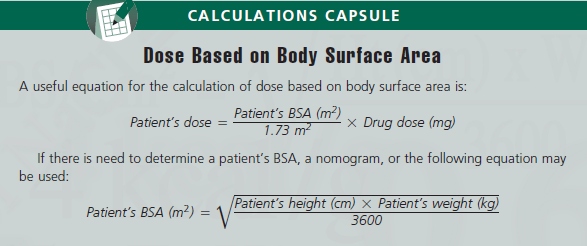 CALCULATIONS CAPSULE
Dose Based on Body Surface Area
A useful equation for the calculation of dose based on body surface area is:
Patient's dose = Patient's BSA (m²) / 1.73 m² × Drug dose (mg)
If there is need to determine a patient's BSA, a nomogram, or the following equation may
be used:
Patient's BSA (m²) = √(Patient's height (cm) × Patient's weight (kg) / 3600)